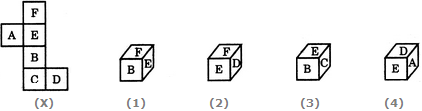 F
A E
B
C D
F
B E
F
E D
E
B C
D
E A
(X) (1) (2) (3) (4)